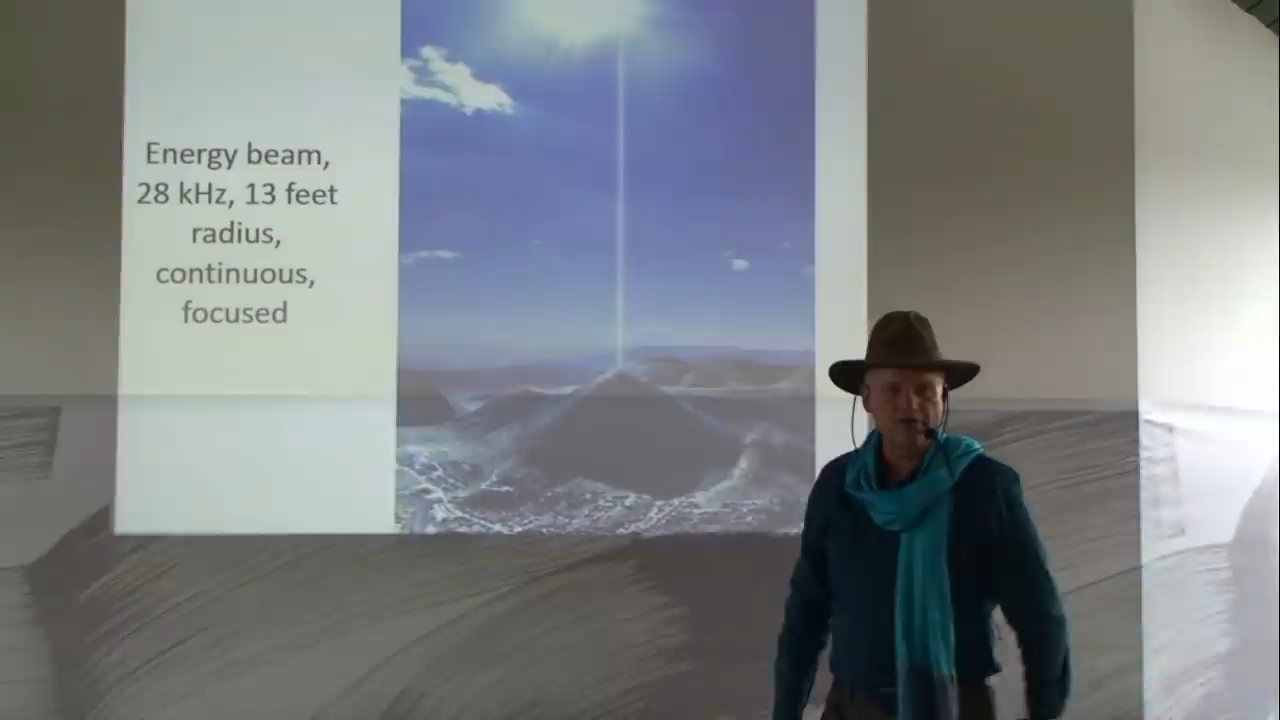 Energy beam,
28 kHz, 13 feet
radius,
continuous,
focused